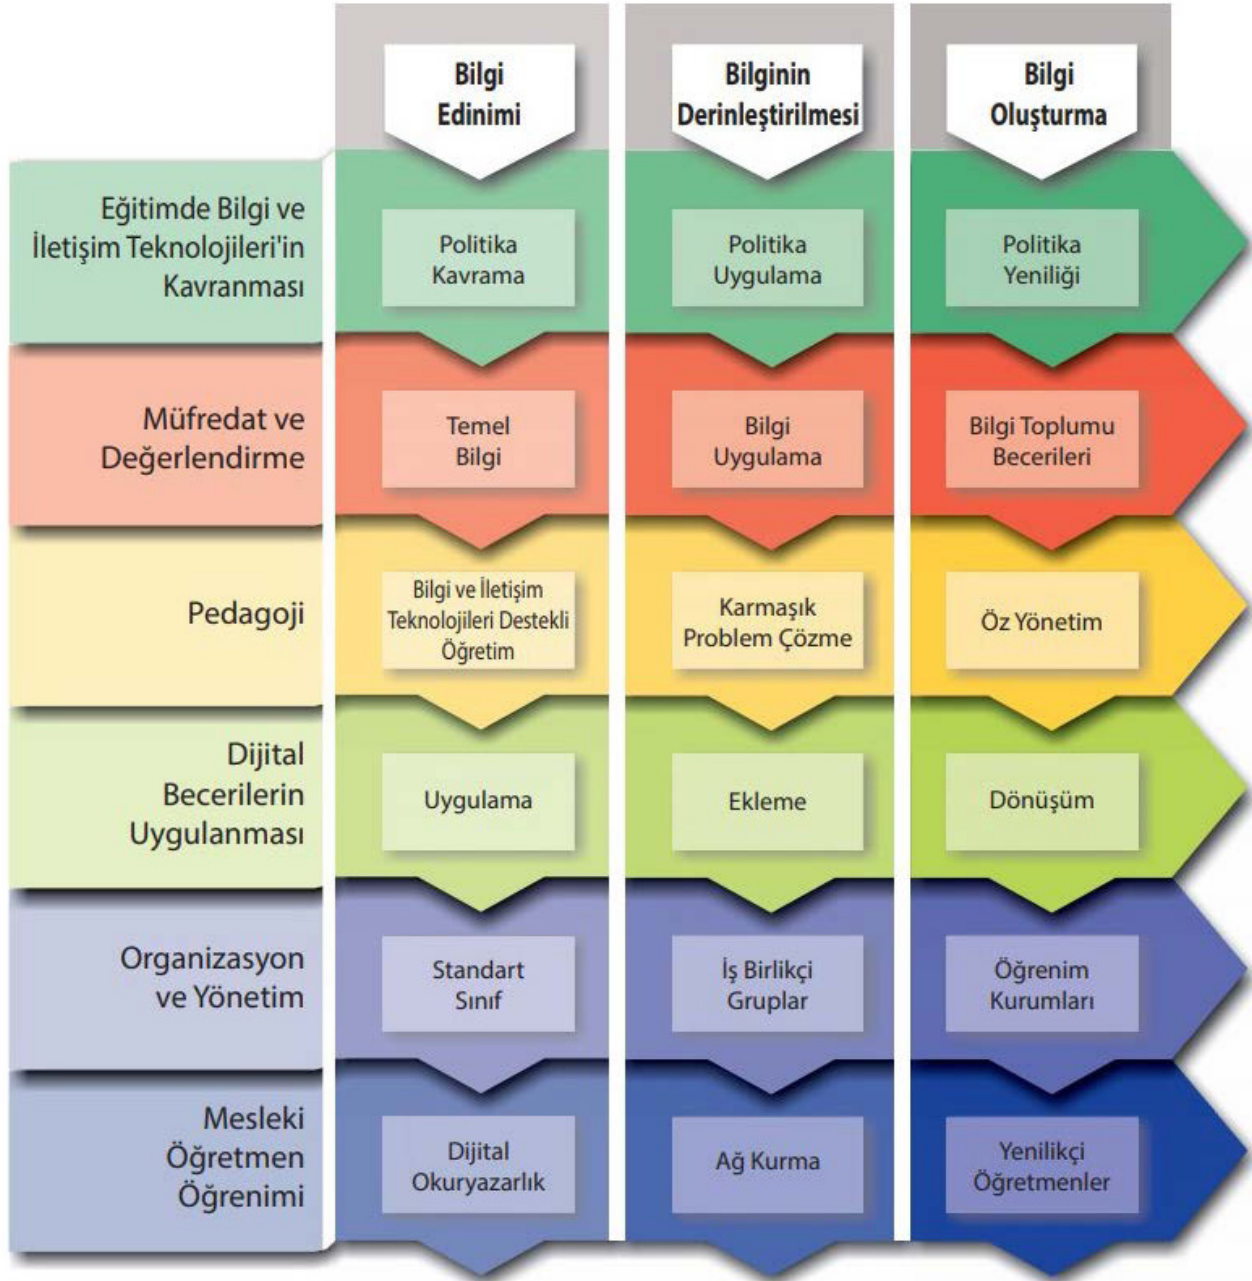 Bilgi
Edinimi
Bilginin
Derinleştirilmesi
Bilgi
Oluşturma
Eğitimde Bilgi ve
İletişim Teknolojileri'in
Kavranması
Politika
Kavrama
Politika
Uygulama
Politika
Yeniliği
Müfredat ve
Değerlendirme
Temel
Bilgi
Bilgi
Uygulama
Bilgi Toplumu
Becerileri
Pedagoji
Bilgi ve İletişim
Teknolojileri Destekli
Öğretim
Karmaşık
Problem Çözme
Öz Yönetim
Dijital
Becerilerin
Uygulanması
Uygulama
Ekleme
Dönüşüm
Organizasyon
ve Yönetim
Standart
Sınıf
İş Birlikçi
Gruplar
Öğrenim
Kurumları
Mesleki
Öğretmen
Öğrenimi
Dijital
Okuryazarlık
Ağ Kurma
Yenilikçi
Öğretmenler